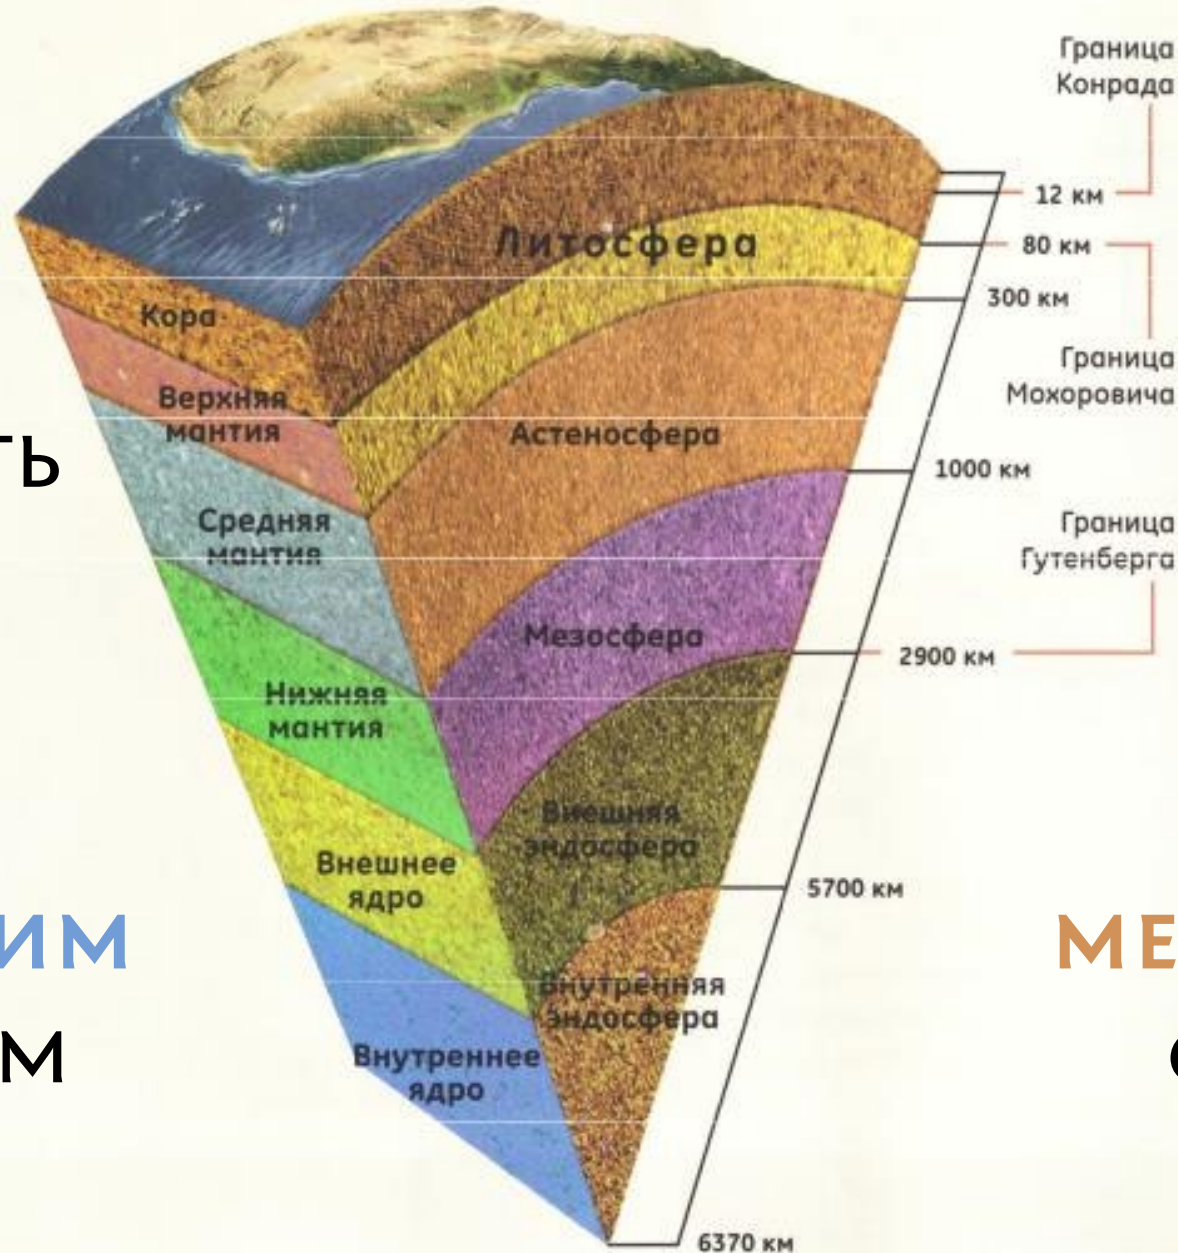 Граница
Конрада
12 км
Литосфера
80 км
300 км
Кора
Граница
Мохоровича
Верхняя
мантия
ть
Астеносфера
1000 км
Средняя
мантия
Граница
Гутенберга
Мезосфера
2900 км
Нижняя
мантия
Внешняя
эндосфера
Внешнее
ядро
5700 км
им
ме
Внутренняя
эндосфера
м
Внутреннее
ядро
6370 км